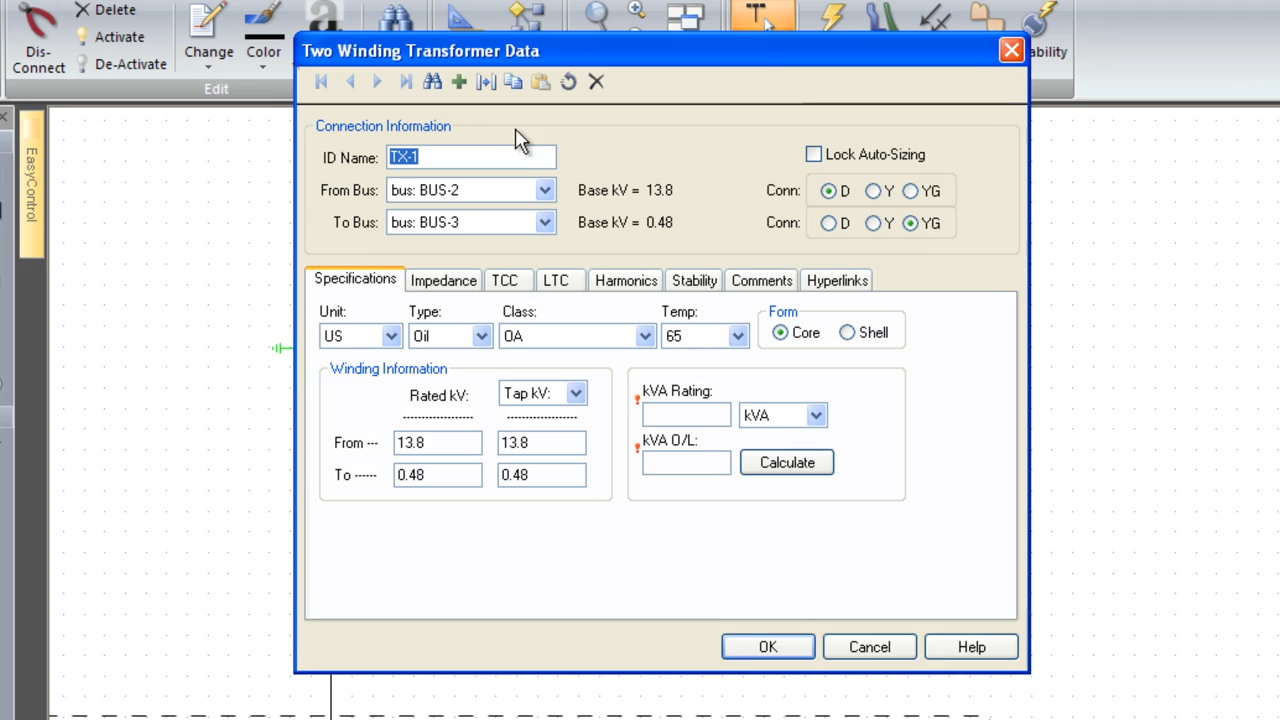 Delete
Activate
De-Activate
Dis-
Connect
Change
Color
a
T
ability
Edit
Two Winding Transformer Data
EasyControl
Connection Information
ID Name: TX-1
Lock Auto-Sizing
From Bus: bus: BUS-2 Base kV = 13.8 Conn: D Y YG
To Bus: bus: BUS-3 Base kV = 0.48 Conn: D Y YG
Specifications Impedance TCC LTC Harmonics Stability Comments Hyperlinks
Unit: Type: Class: Temp: Form
US Oil OA 65 Core Shell
Winding Information
Rated kV: Tap kV:
From --- 13.8 13.8
To ------ 0.48 0.48
kVA Rating:
kVA
kVA O/L:
Calculate
OK Cancel Help